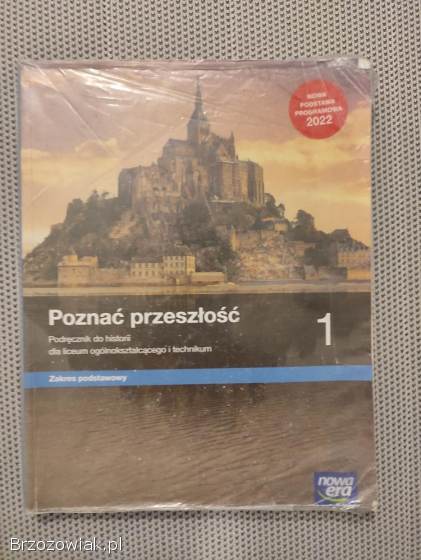 NOWA
PODSTAWA
PROGRAMOWA
2022
Poznać przeszłość
1
Podręcznik do historii
dla liceum ogólnokształcącego i technikum
Zakres podstawowy
nowa
era
Brzozowiak.pl